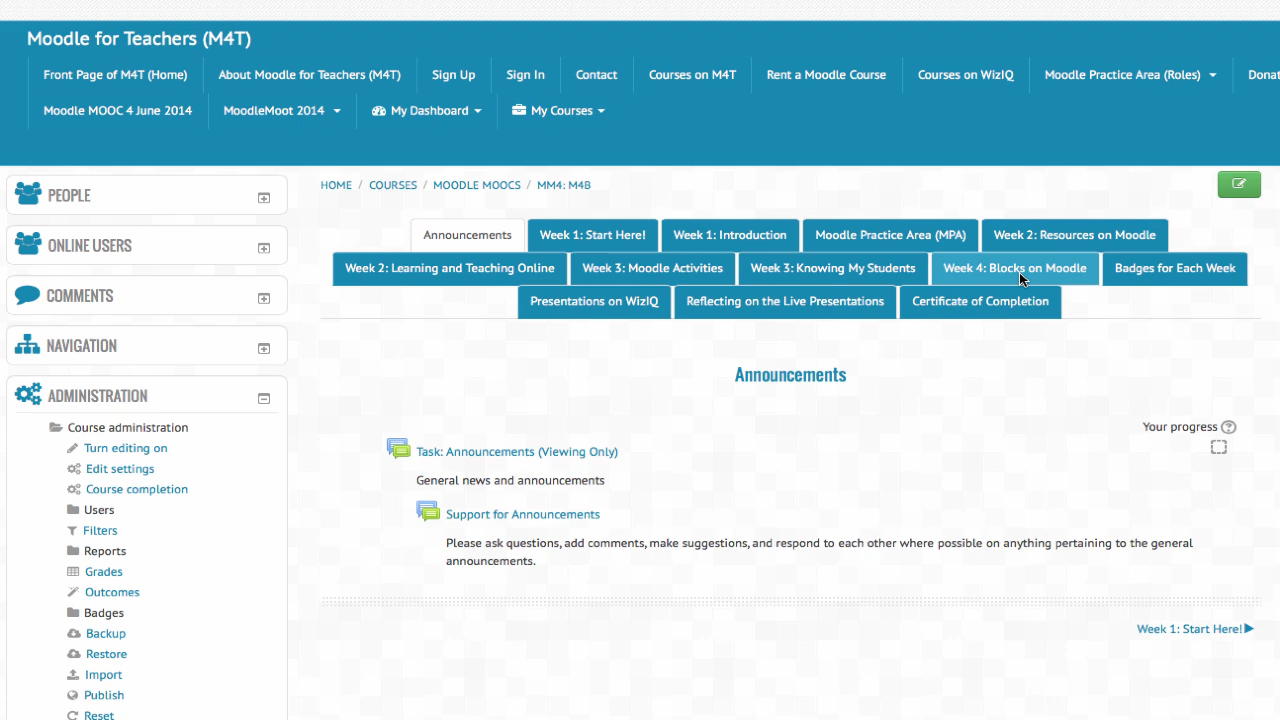 Moodle for Teachers (M4T)
Front Page of M4T (Home) About Moodle for Teachers (M4T) Sign Up Sign In Contact Courses on M4T Rent a Moodle Course Courses on WizIQ Moodle Practice Area (Roles) Donat
Moodle MOOC 4 June 2014 MoodleMoot 2014 My Dashboard My Courses
PEOPLE
ONLINE USERS
COMMENTS
NAVIGATION
ADMINISTRATION
Course administration
Turn editing on
Edit settings
Course completion
Users
Filters
Reports
Grades
Outcomes
Badges
Backup
Restore
Import
Publish
Reset
HOME / COURSES / MOODLE MOOCS / MM4: M4B
Announcements Week 1: Start Here! Week 1: Introduction Moodle Practice Area (MPA) Week 2: Resources on Moodle
Week 2: Learning and Teaching Online Week 3: Moodle Activities Week 3: Knowing My Students Week 4: Blocks on Moodle Badges for Each Week
Presentations on WizIQ Reflecting on the Live Presentations Certificate of Completion
Announcements
Your progress ?
Task: Announcements (Viewing Only)
General news and announcements
Support for Announcements
Please ask questions, add comments, make suggestions, and respond to each other where possible on anything pertaining to the general
announcements.
Week 1: Start Here!